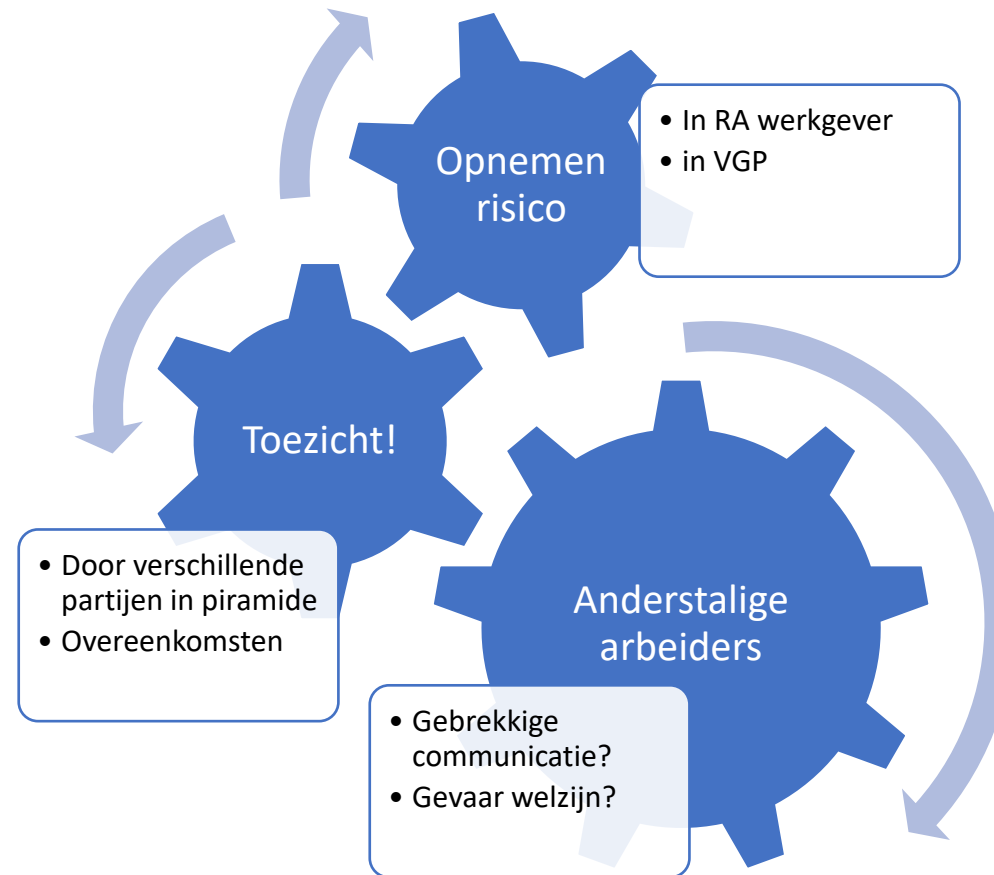 Opnemen
risico
• In RA werkgever
• in VGP
Toezicht!
• Door verschillende
partijen in piramide
• Overeenkomsten
Anderstalige
arbeiders
• Gebrekkige
communicatie?
• Gevaar welzijn?